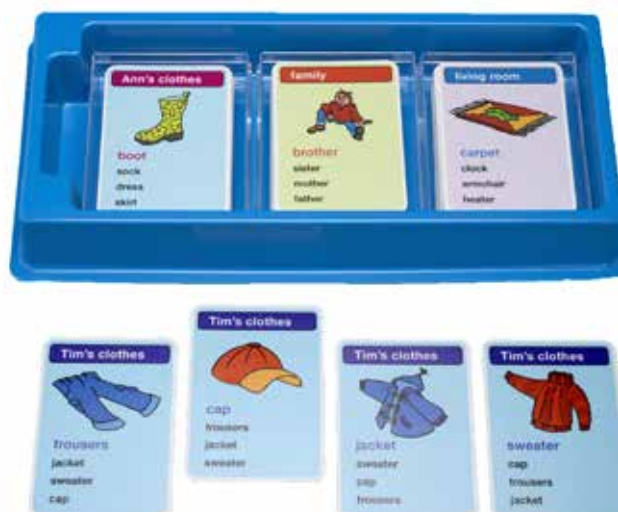 Ann's clothes
boot
sock
dress
skirt
family
brother
sister
mother
father
living room
carpet
clock
armchair
heater
Tim's clothes
trousers
jacket
sweater
cap
Tim's clothes
cap
trousers
jacket
sweater
Tim's clothes
jacket
sweater
cap
trousers
Tim's clothes
sweater
cap
trousers
jacket